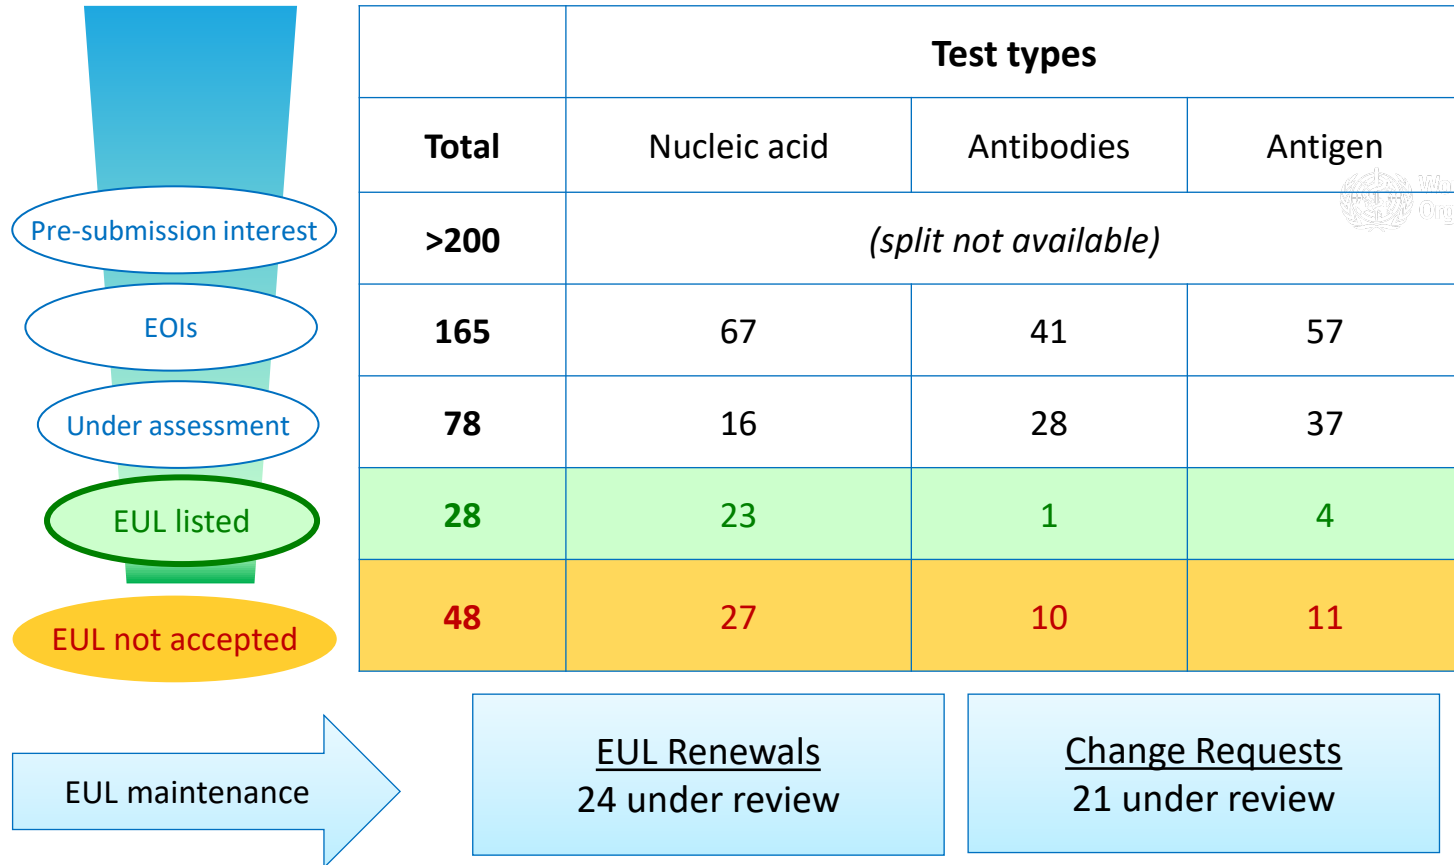 Test types
Total Nucleic acid Antibodies Antigen
Pre-submission interest >200 (split not available)
EOIs 165 67 41 57
Under assessment 78 16 28 37
EUL listed 28 23 1 4
EUL not accepted 48 27 10 11
EUL maintenance
EUL Renewals
24 under review
Change Requests
21 under review